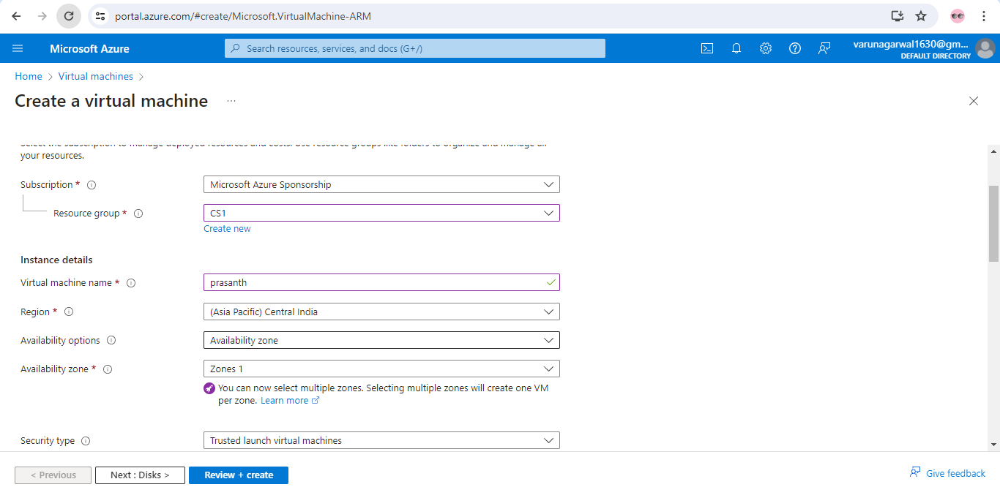 portal.azure.com/#create/Microsoft.VirtualMachine-ARM
Microsoft Azure
Search resources, services, and docs (G+/)
varunagarwal1630@gm...
DEFAULT DIRECTORY
Home > Virtual machines >
Create a virtual machine ...
Select the subscription to manage deployed resources and costs. Use resource groups like folders to organize and manage all
your resources.
Subscription *
Microsoft Azure Sponsorship
Resource group *
CS1
Create new
Instance details
Virtual machine name *
prasanth
Region *
(Asia Pacific) Central India
Availability options
Availability zone
Availability zone *
Zones 1
You can now select multiple zones. Selecting multiple zones will create one VM
per zone. Learn more
Security type
Trusted launch virtual machines
< Previous
Next : Disks >
Review + create
Give feedback